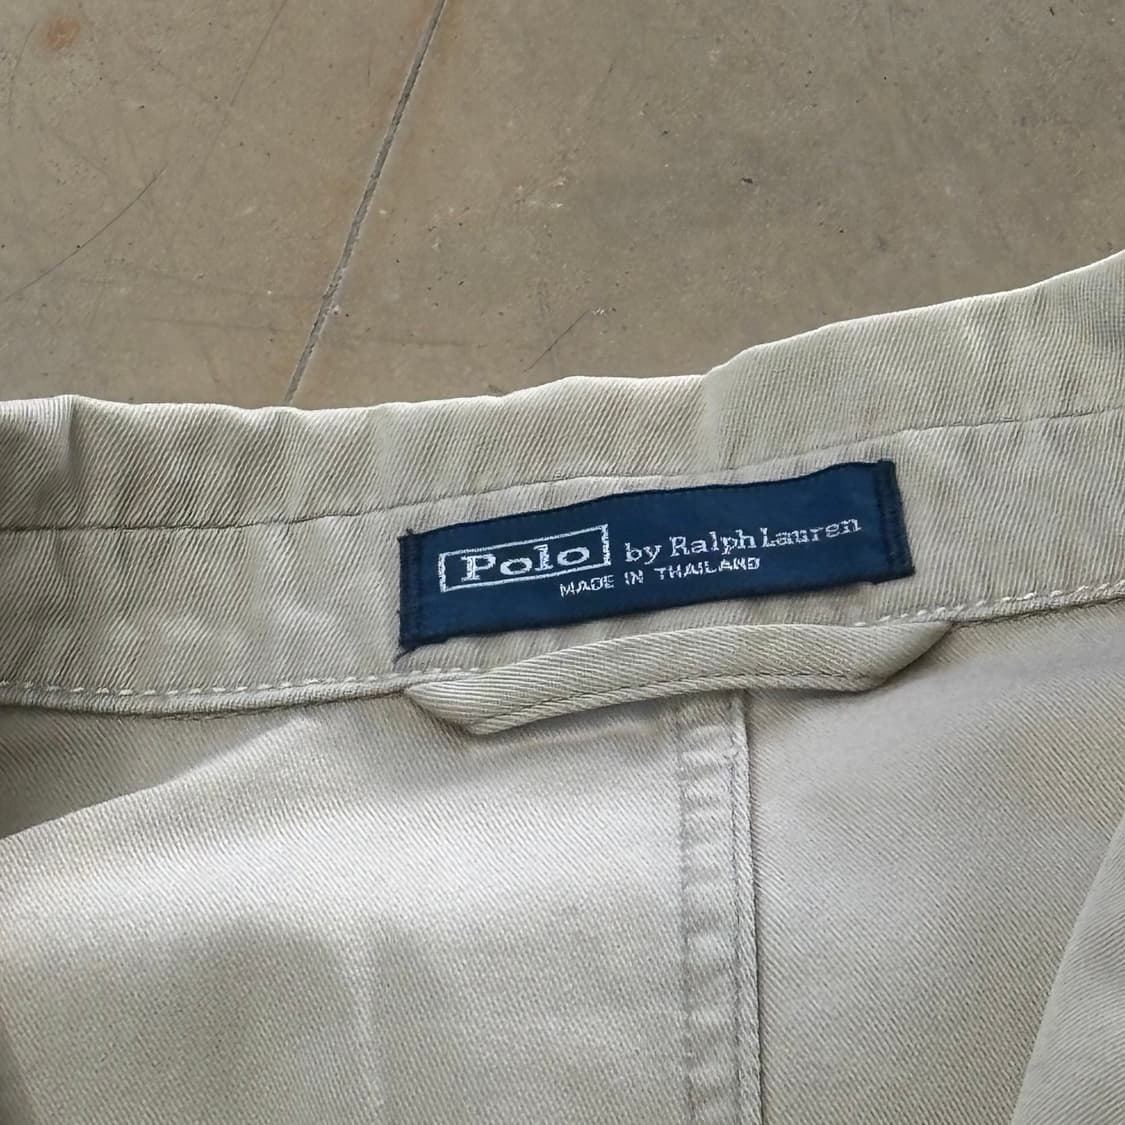 Polo by Ralph Lauren
MADE IN THAILAND